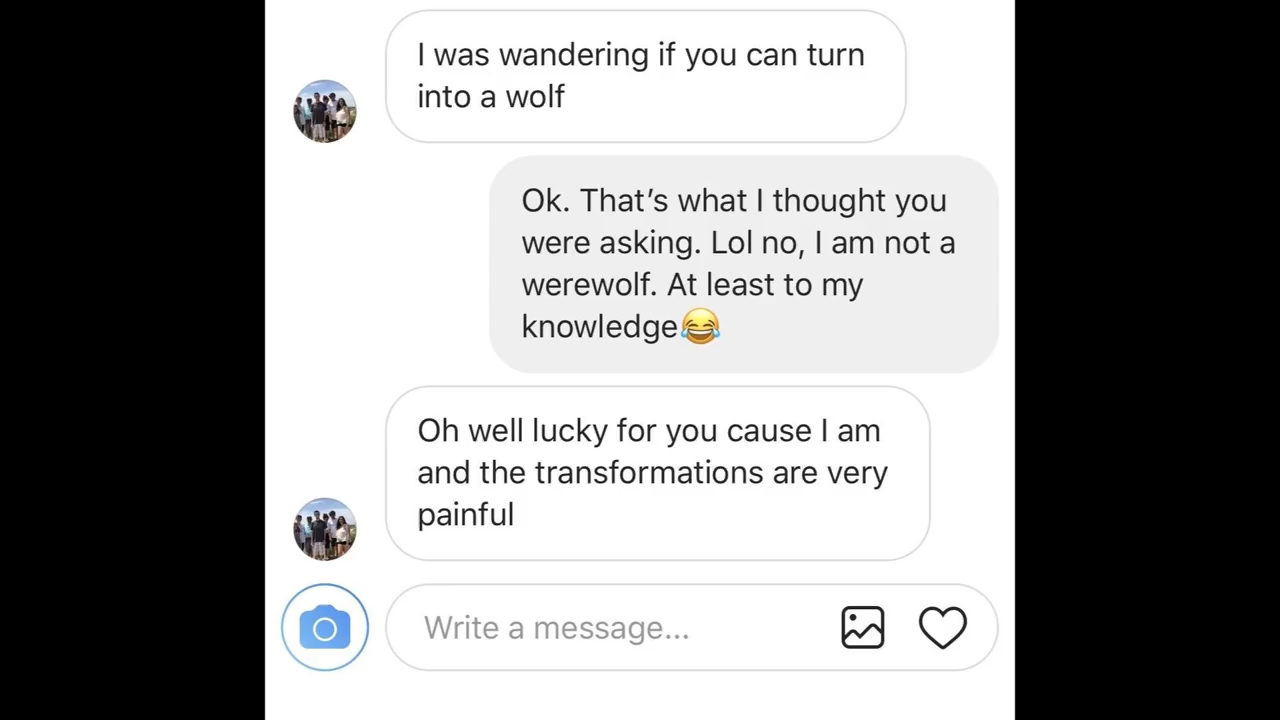 I was wandering if you can turn
into a wolf
Ok. That’s what I thought you
were asking. Lol no, I am not a
werewolf. At least to my
knowledge😂
Oh well lucky for you cause I am
and the transformations are very
painful
Write a message...